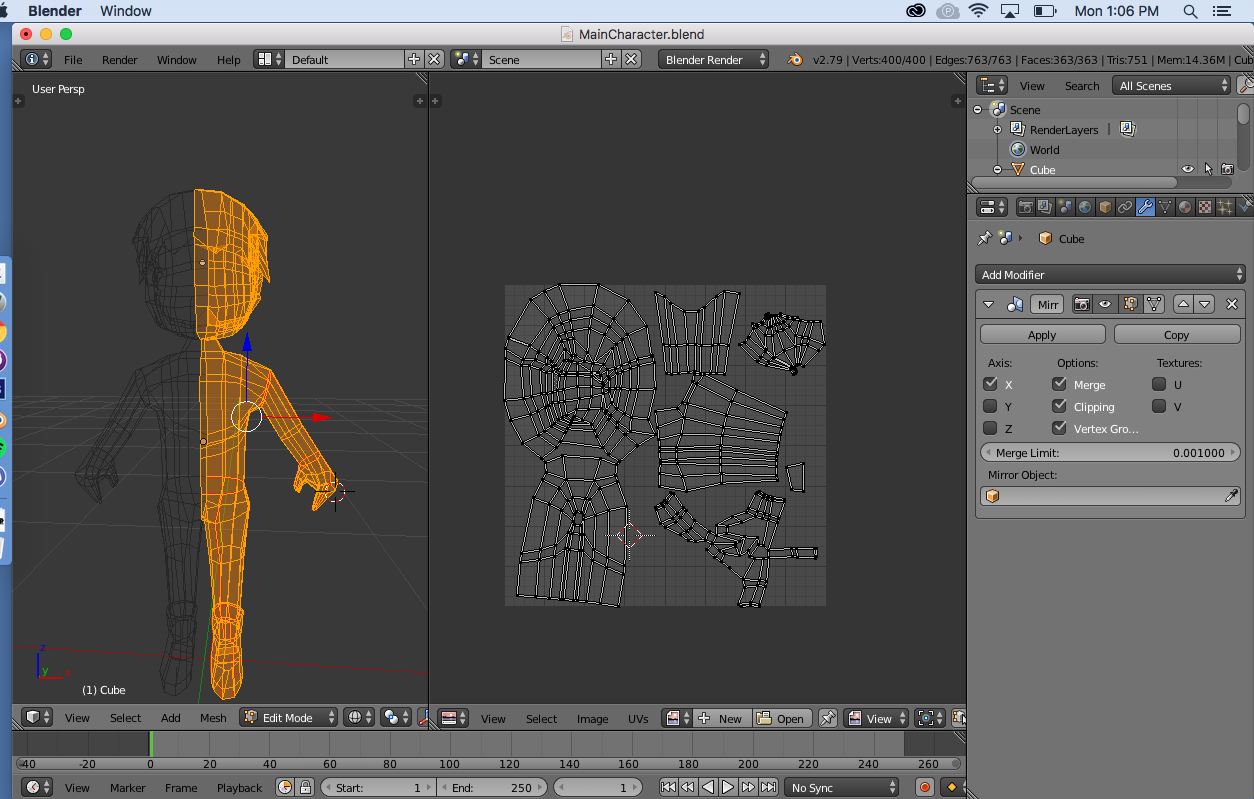 Blender Window Mon 1:06 PM
MainCharacter.blend
File Render Window Help Default Scene Blender Render v2.79 | Verts:400/400 | Edges:763/763 | Faces:363/363 | Tris:751 | Mem:14.36M | Cub
User Persp
View Search All Scenes
Scene
RenderLayers
World
Cube
Cube
Add Modifier
Mirr
Apply Copy
Axis: Options: Textures:
X Merge U
Y Clipping V
Z Vertex Gro...
Merge Limit: 0.001000
Mirror Object:
z
y
(1) Cube
View Select Add Mesh Edit Mode View Select Image UVs New Open View
-40 -20 0 20 40 60 80 100 120 140 160 180 200 220 240 260
View Marker Frame Playback Start: 1 End: 250 1 No Sync